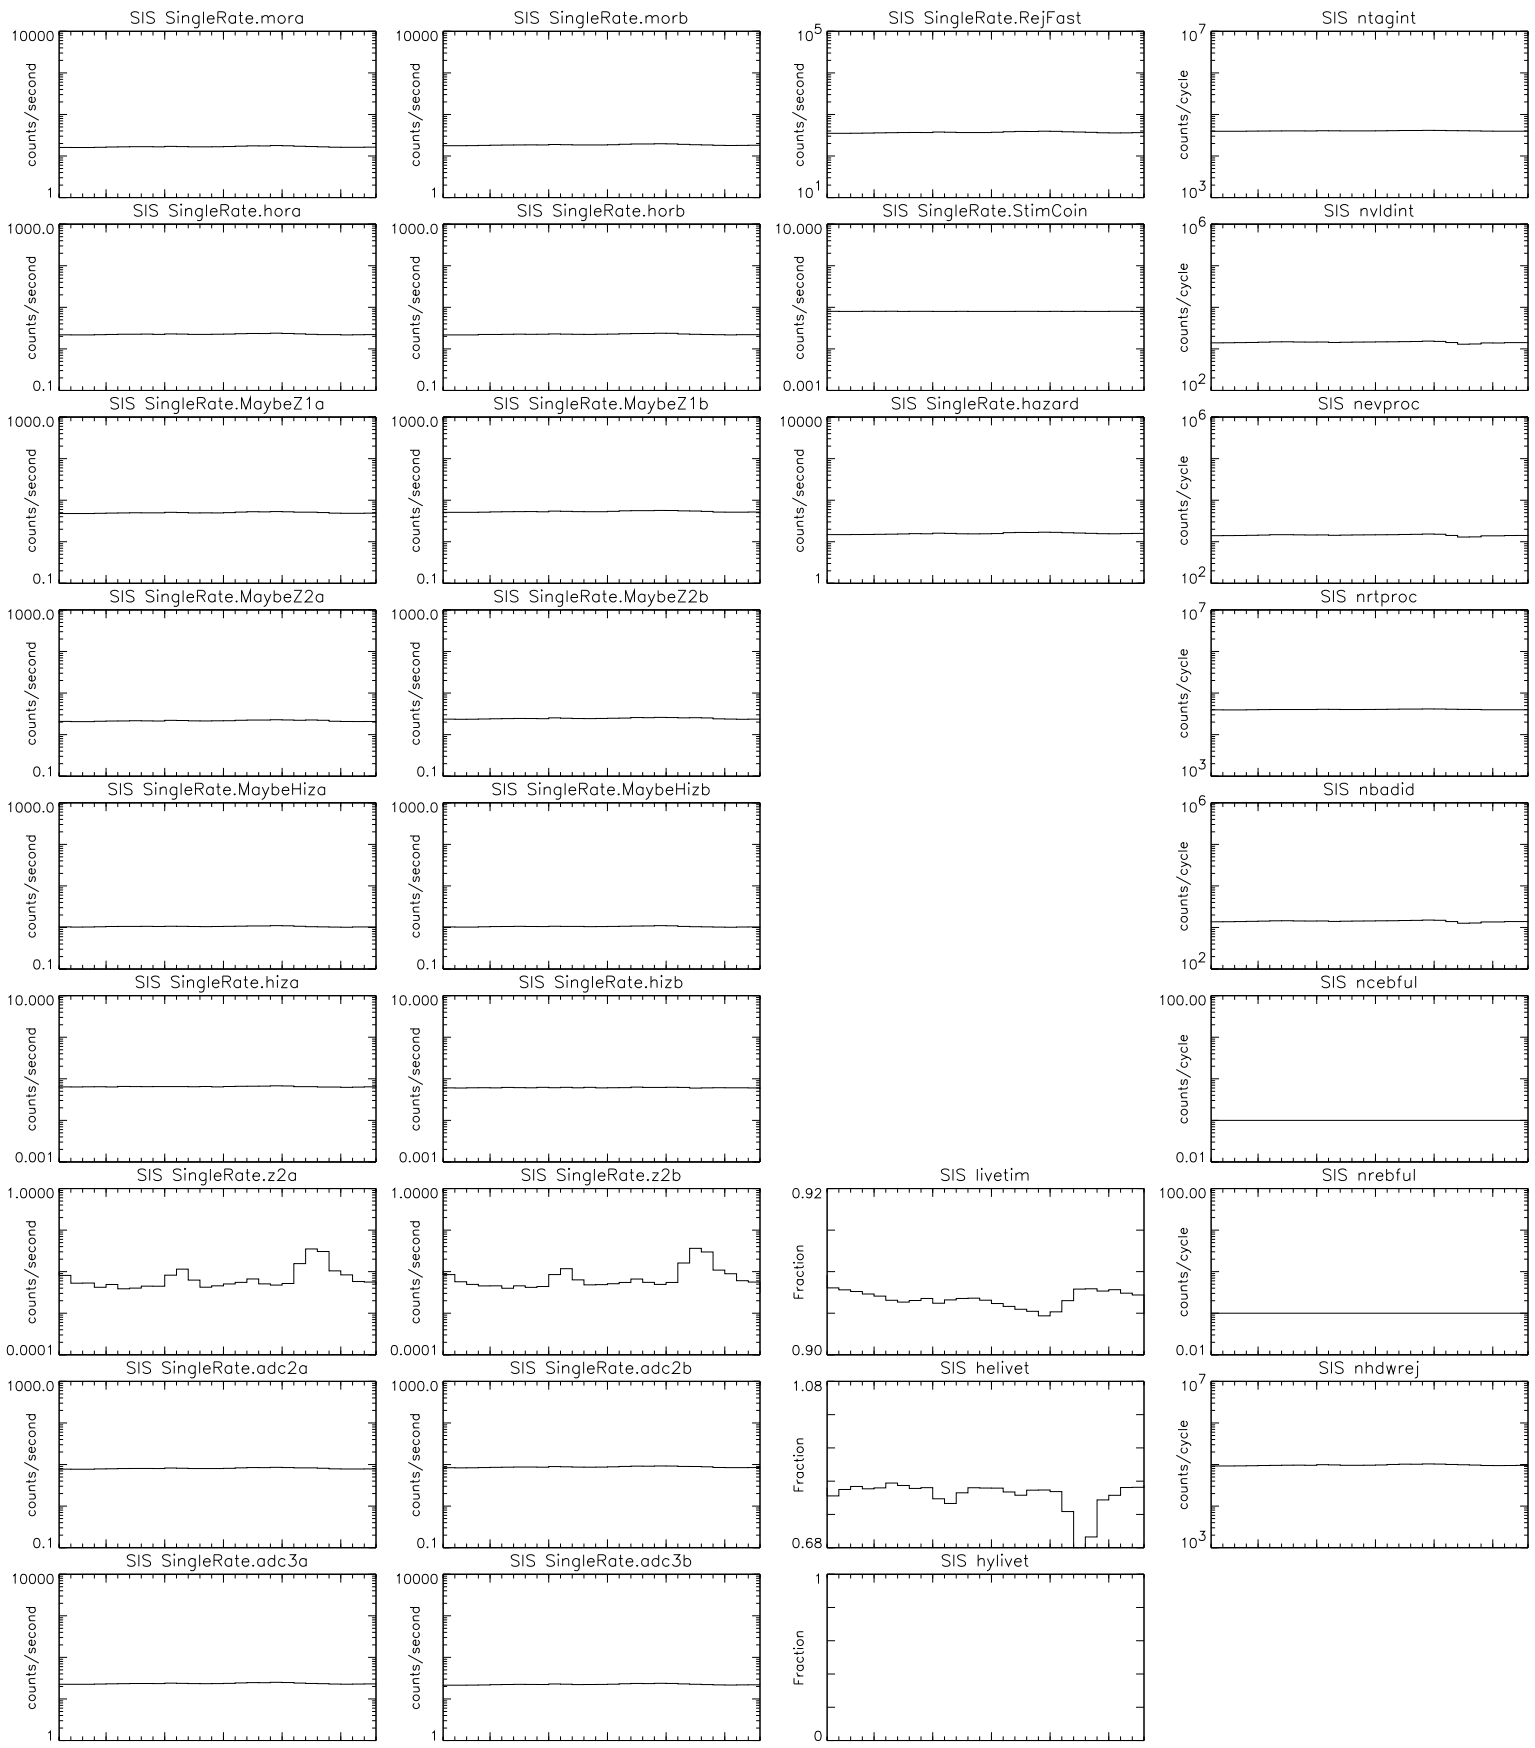 SIS SingleRate.mora
10000
counts/second
1
SIS SingleRate.morb
10000
counts/second
1
SIS SingleRate.RejFast
10^5
counts/second
10^1
SIS ntagint
10^7
counts/cycle
10^3
SIS SingleRate.hora
1000.0
counts/second
0.1
SIS SingleRate.horb
1000.0
counts/second
0.1
SIS SingleRate.StimCoin
10.000
counts/second
0.001
SIS nvldint
10^6
counts/cycle
10^2
SIS SingleRate.MaybeZ1a
1000.0
counts/second
0.1
SIS SingleRate.MaybeZ1b
1000.0
counts/second
0.1
SIS SingleRate.hazard
10000
counts/second
1
SIS nevproc
10^6
counts/cycle
10^2
SIS SingleRate.MaybeZ2a
1000.0
counts/second
0.1
SIS SingleRate.MaybeZ2b
1000.0
counts/second
0.1
SIS nrtproc
10^7
counts/cycle
10^3
SIS SingleRate.MaybeHiza
1000.0
counts/second
0.1
SIS SingleRate.MaybeHizb
1000.0
counts/second
0.1
SIS nbadid
10^6
counts/cycle
10^2
SIS SingleRate.hiza
10.000
counts/second
0.001
SIS SingleRate.hizb
10.000
counts/second
0.001
SIS ncebful
100.00
counts/cycle
0.01
SIS SingleRate.z2a
1.0000
counts/second
0.0001
SIS SingleRate.z2b
1.0000
counts/second
0.0001
SIS livetim
0.92
Fraction
0.90
SIS nrebful
100.00
counts/cycle
0.01
SIS SingleRate.adc2a
1000.0
counts/second
0.1
SIS SingleRate.adc2b
1000.0
counts/second
0.1
SIS helivet
1.08
Fraction
0.68
SIS nhdwrej
10^7
counts/cycle
10^3
SIS SingleRate.adc3a
10000
counts/second
1
SIS SingleRate.adc3b
10000
counts/second
1
SIS hylivet
1
Fraction
0